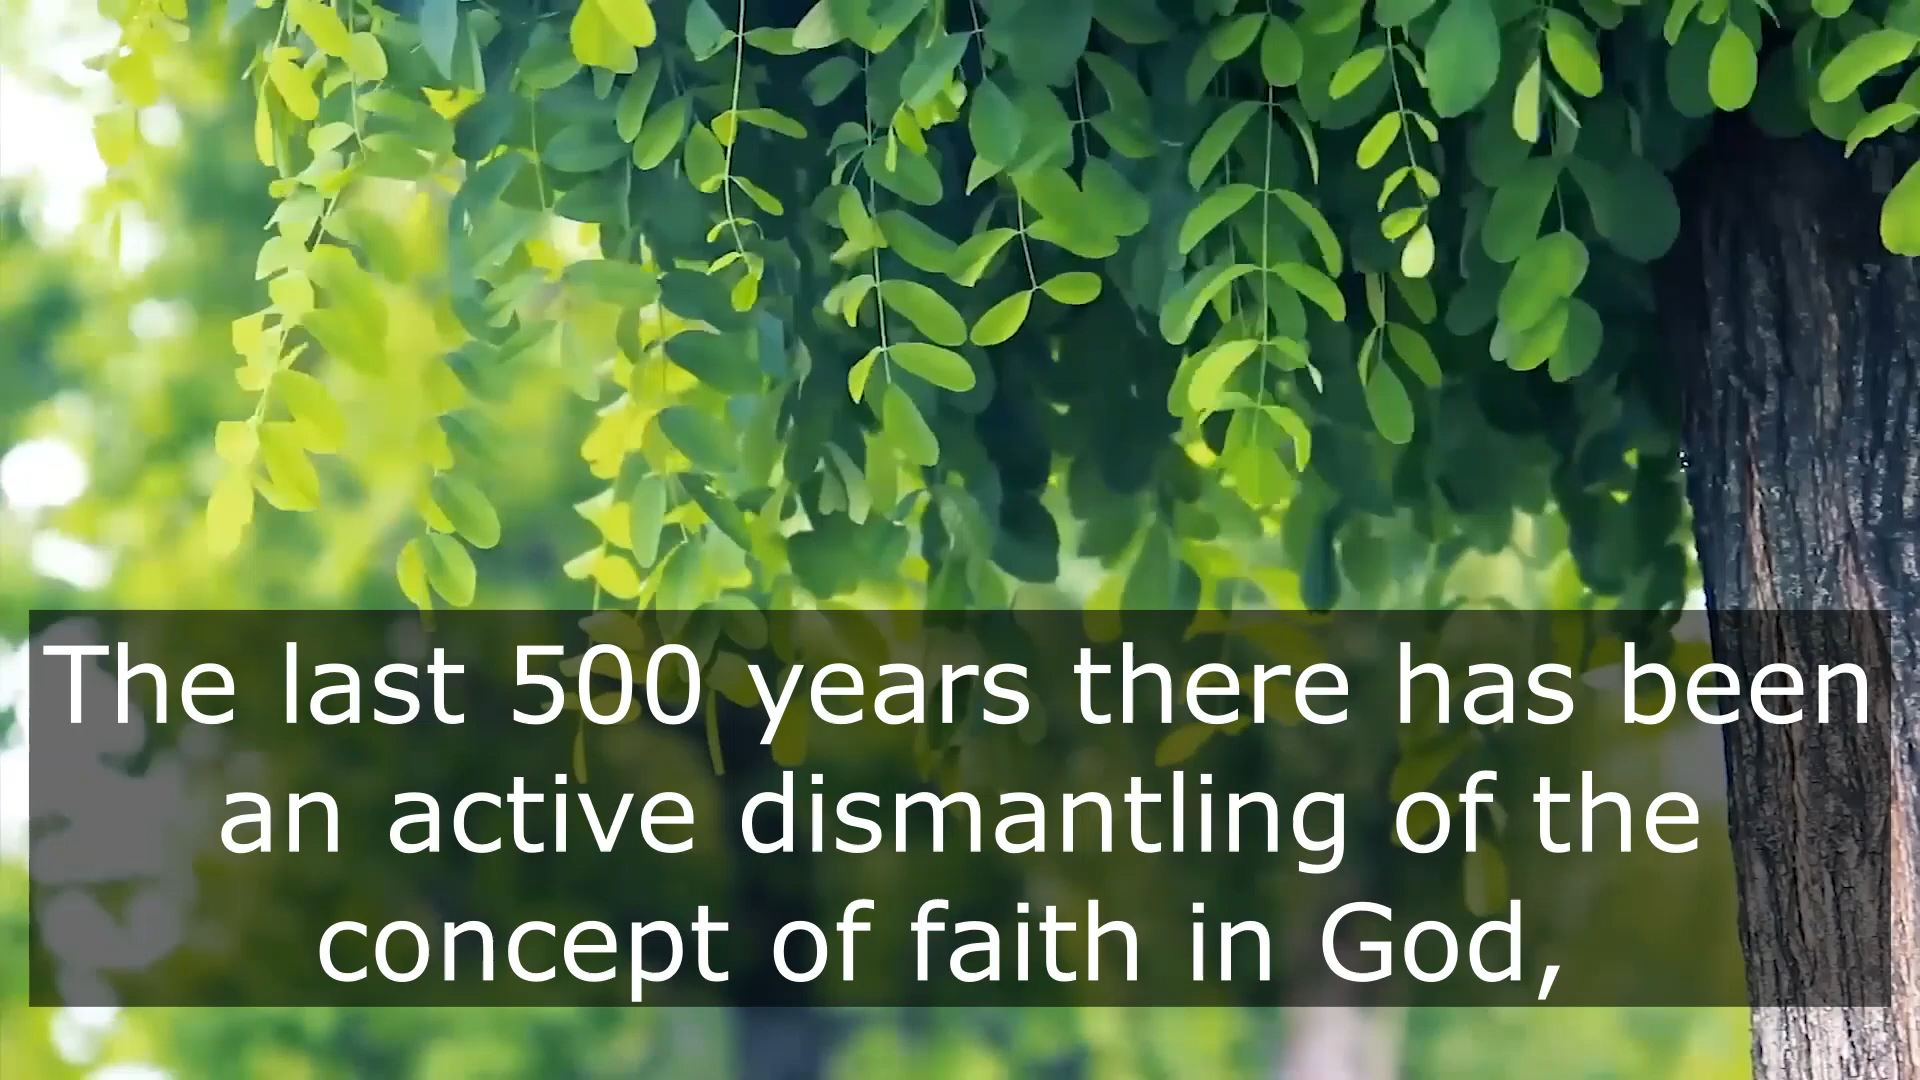 The last 500 years there has been
an active dismantling of the
concept of faith in God,